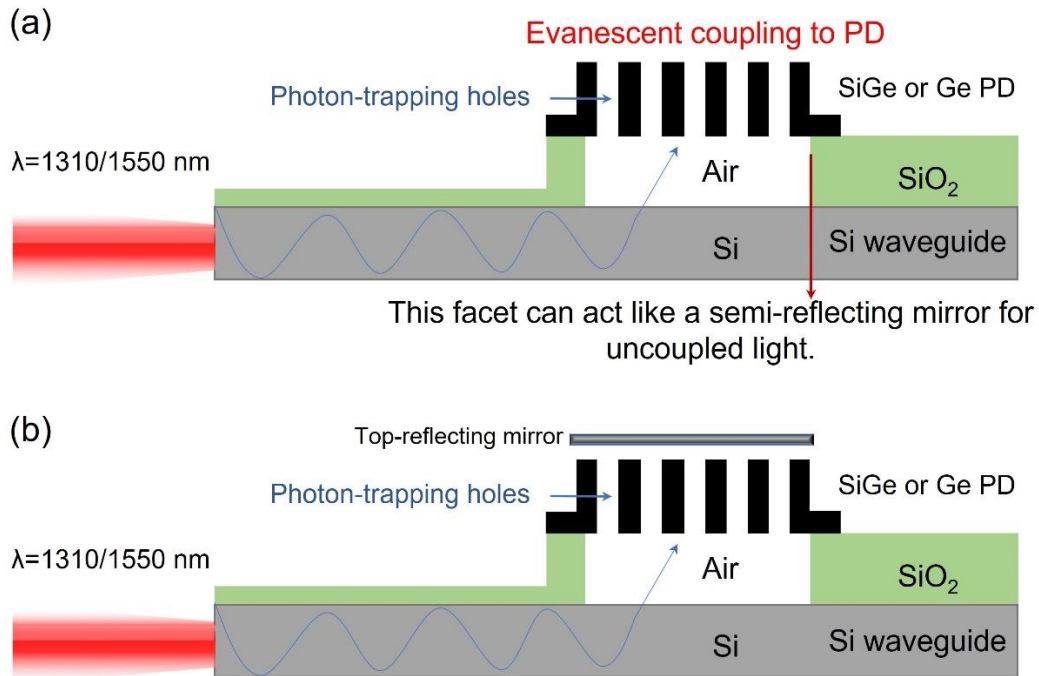 (a)
Evanescent coupling to PD
Photon-trapping holes
SiGe or Ge PD
λ=1310/1550 nm
Air
SiO₂
Si
Si waveguide
This facet can act like a semi-reflecting mirror for
uncoupled light.
(b)
Top-reflecting mirror
Photon-trapping holes
SiGe or Ge PD
λ=1310/1550 nm
Air
SiO₂
Si
Si waveguide